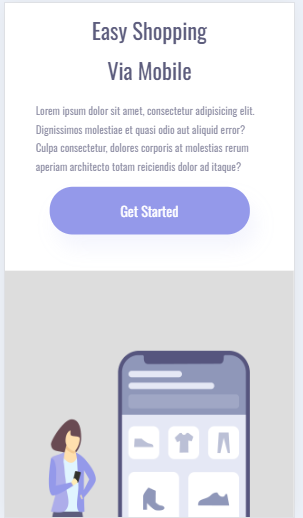 Easy Shopping
Via Mobile
Lorem ipsum dolor sit amet, consectetur adipisicing elit.
Dignissimos molestiae et quasi odio aut aliquid error?
Culpa consectetur, dolores corporis at molestias rerum
aperiam architecto totam reiciendis dolor ad itaque?
Get Started